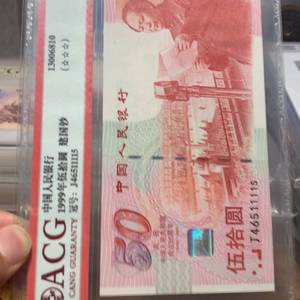 13006810
(☆☆☆)
中国人民银行
1999年伍拾圆 建国钞
冠号: J46511115
ACG
CANG GUARANTY
中国人民银行
50
伍拾圆
J46511115